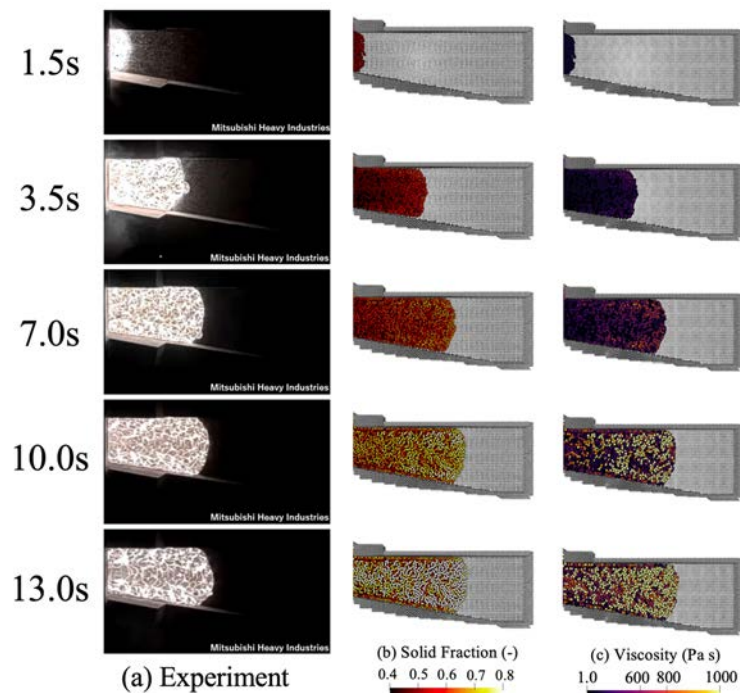 1.5s
Mitsubishi Heavy Industries
3.5s
Mitsubishi Heavy Industries
7.0s
Mitsubishi Heavy Industries
10.0s
Mitsubishi Heavy Industries
13.0s
Mitsubishi Heavy Industries
(a) Experiment
(b) Solid Fraction (-)
0.4 0.5 0.6 0.7 0.8
(c) Viscosity (Pa s)
1.0 600 800 1000